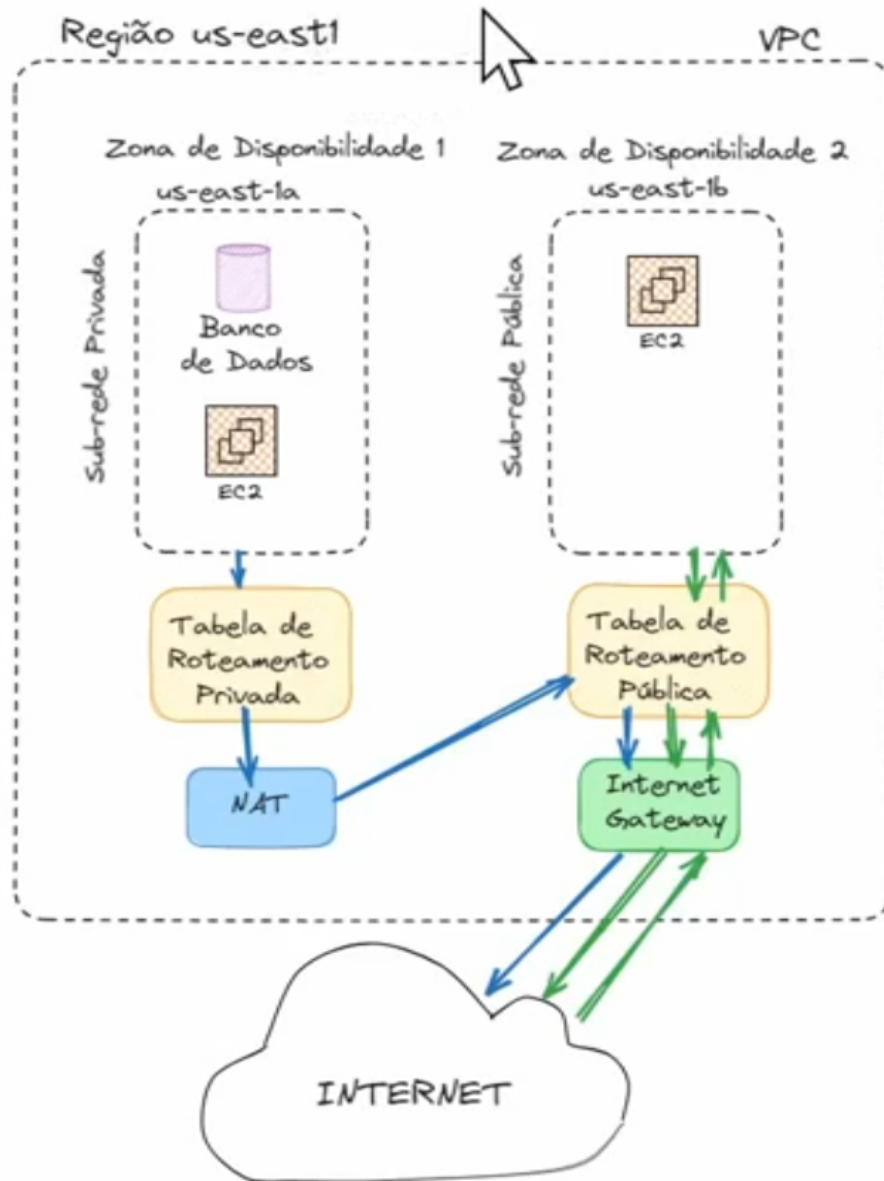 Região us-east1
VPC
Zona de Disponibilidade 1
us-east-1a
Zona de Disponibilidade 2
us-east-1b
Sub-rede Privada
Banco
de Dados
EC2
Sub-rede Pública
EC2
Tabela de
Roteamento
Privada
Tabela de
Roteamento
Pública
NAT
Internet
Gateway
INTERNET